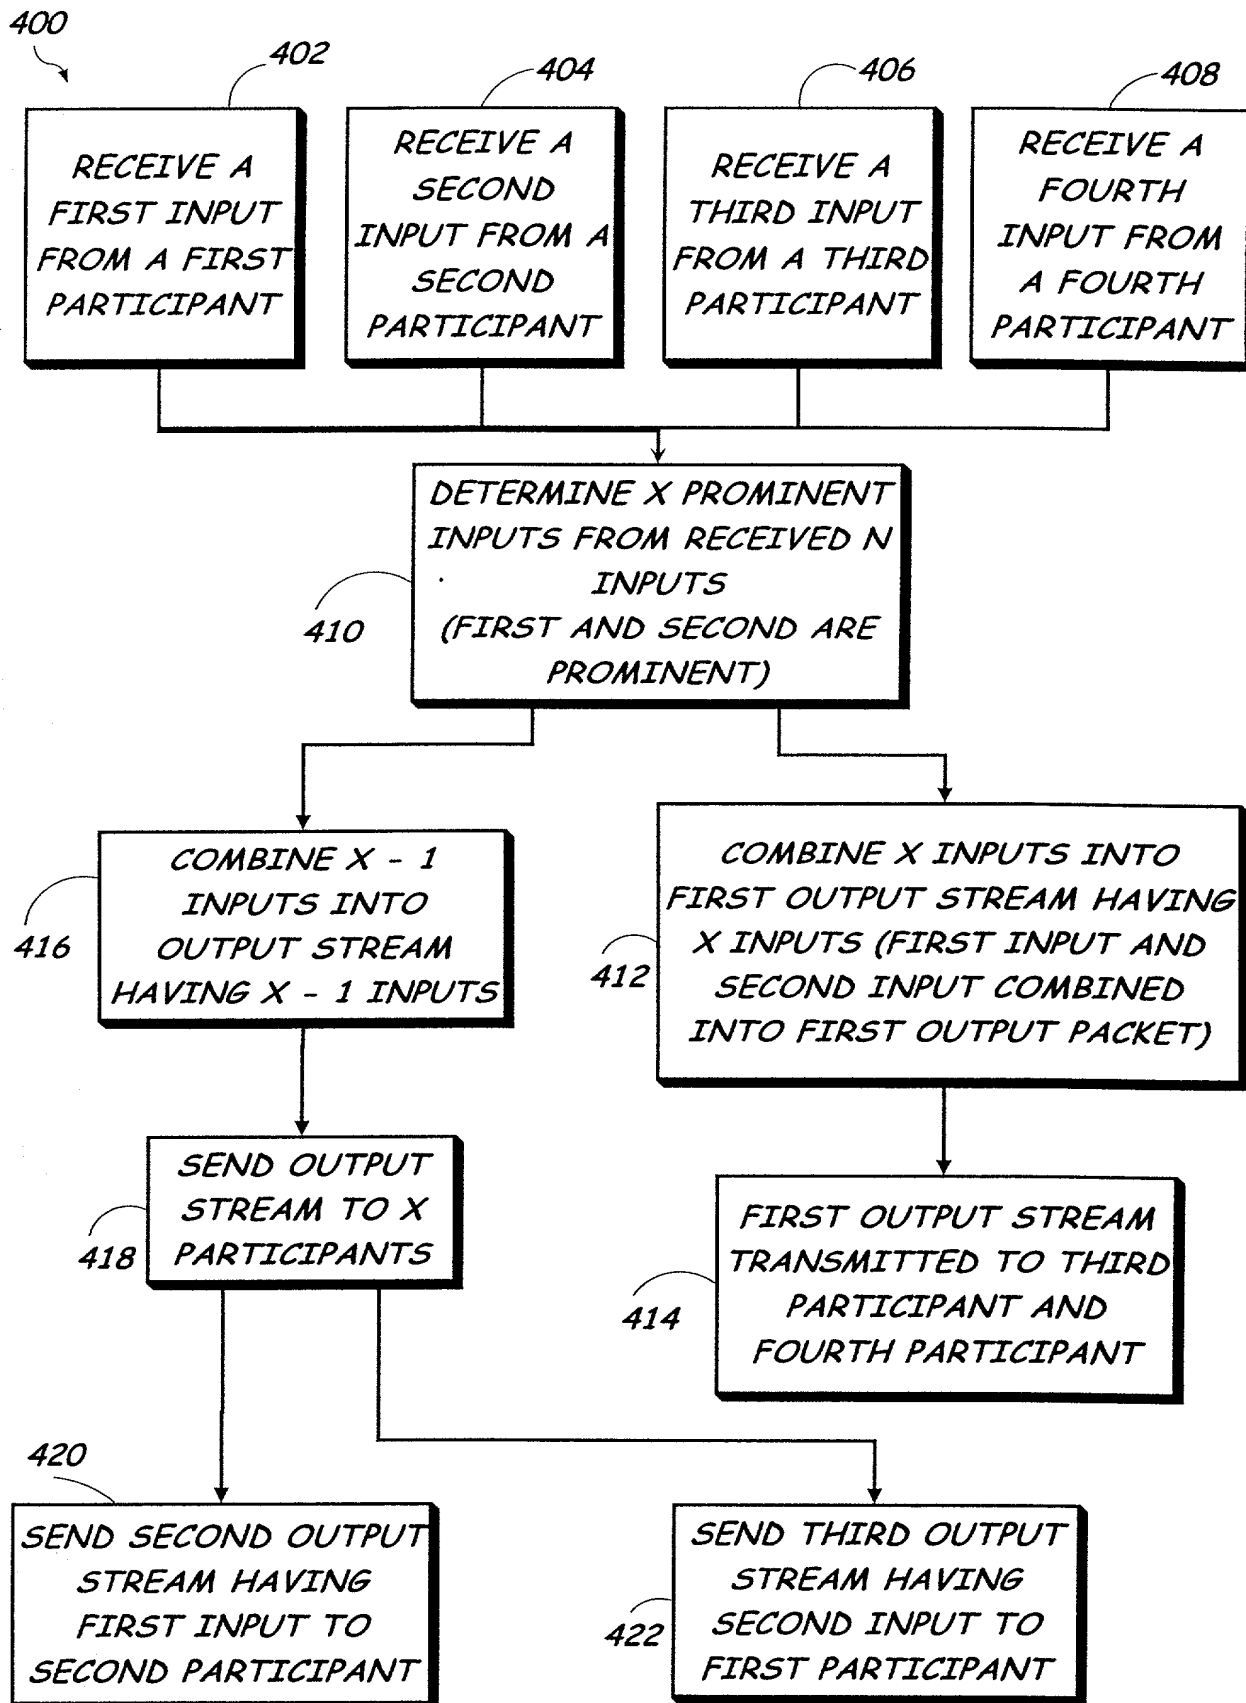 400
402
404
406
408
RECEIVE A
FIRST INPUT
FROM A FIRST
PARTICIPANT
RECEIVE A
SECOND
INPUT FROM A
SECOND
PARTICIPANT
RECEIVE A
THIRD INPUT
FROM A THIRD
PARTICIPANT
RECEIVE A
FOURTH
INPUT FROM
A FOURTH
PARTICIPANT
DETERMINE X PROMINENT
INPUTS FROM RECEIVED N
INPUTS
(FIRST AND SECOND ARE
PROMINENT)
410
COMBINE X - 1
INPUTS INTO
OUTPUT STREAM
HAVING X - 1 INPUTS
416
COMBINE X INPUTS INTO
FIRST OUTPUT STREAM HAVING
X INPUTS (FIRST INPUT AND
SECOND INPUT COMBINED
INTO FIRST OUTPUT PACKET)
412
SEND OUTPUT
STREAM TO X
PARTICIPANTS
418
FIRST OUTPUT STREAM
TRANSMITTED TO THIRD
PARTICIPANT AND
FOURTH PARTICIPANT
414
420
SEND SECOND OUTPUT
STREAM HAVING
FIRST INPUT TO
SECOND PARTICIPANT
SEND THIRD OUTPUT
STREAM HAVING
SECOND INPUT TO
FIRST PARTICIPANT
422